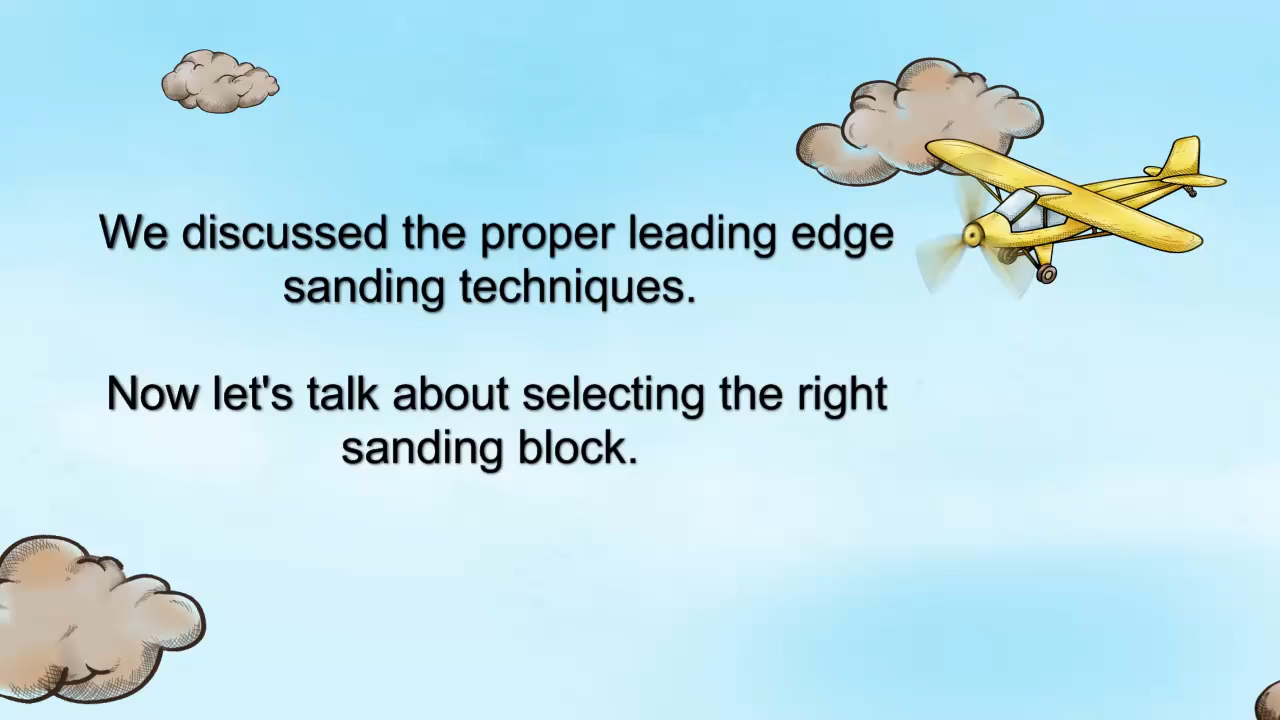 We discussed the proper leading edge
sanding techniques.
Now let's talk about selecting the right
sanding block.